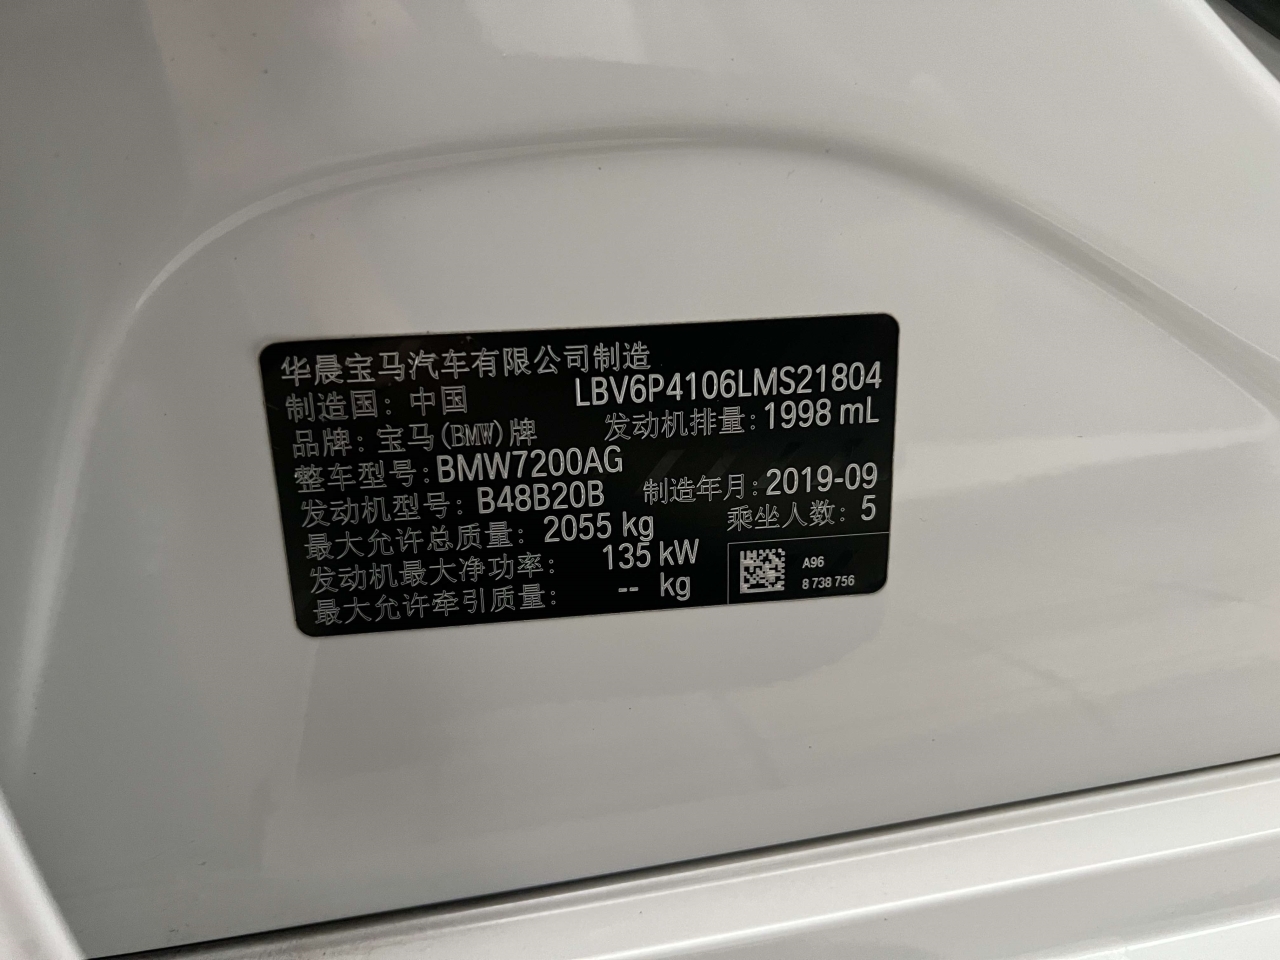 华晨宝马汽车有限公司制造
制造国：中国 LBV6P4106LMS21804
品牌：宝马(BMW)牌 发动机排量：1998 mL
整车型号：BMW7200AG
发动机型号：B48B20B 制造年月：2019-09
最大允许总质量：2055 kg 乘坐人数：5
发动机最大净功率：135 kW
最大允许牵引质量：-- kg
A96
8 738 756